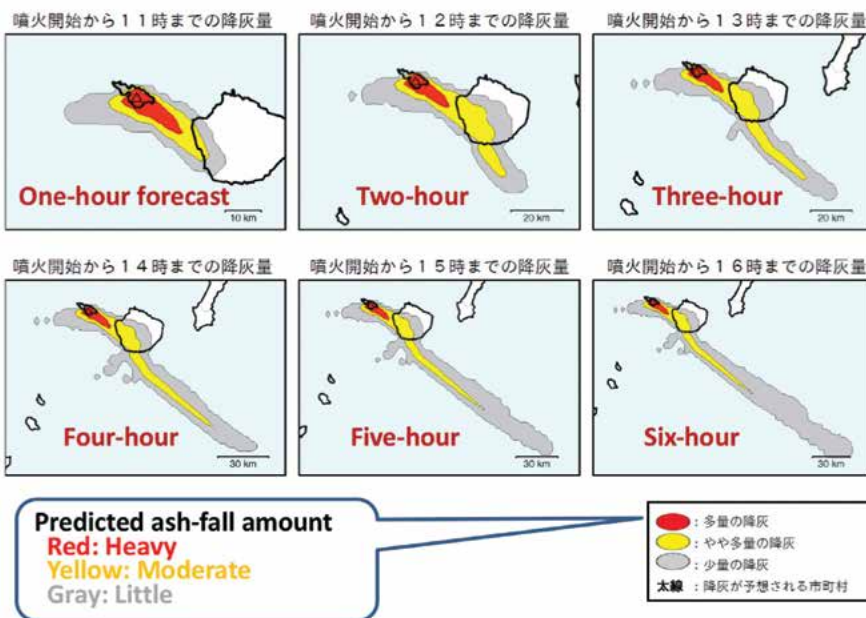 噴火開始から１１時までの降灰量
噴火開始から１２時までの降灰量
噴火開始から１３時までの降灰量
One-hour forecast
10 km
Two-hour
20 km
Three-hour
20 km
噴火開始から１４時までの降灰量
噴火開始から１５時までの降灰量
噴火開始から１６時までの降灰量
Four-hour
30 km
Five-hour
30 km
Six-hour
30 km
Predicted ash-fall amount
Red: Heavy
Yellow: Moderate
Gray: Little
：多量の降灰
：やや多量の降灰
：少量の降灰
太線 ：降灰が予想される市町村